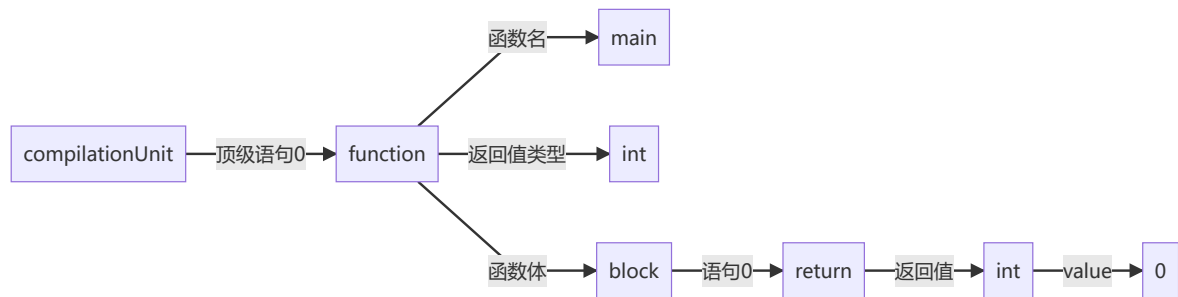 函数名
main
compilationUnit
顶级语句0
function
返回值类型
int
函数体
block
语句0
return
返回值
int
value
0